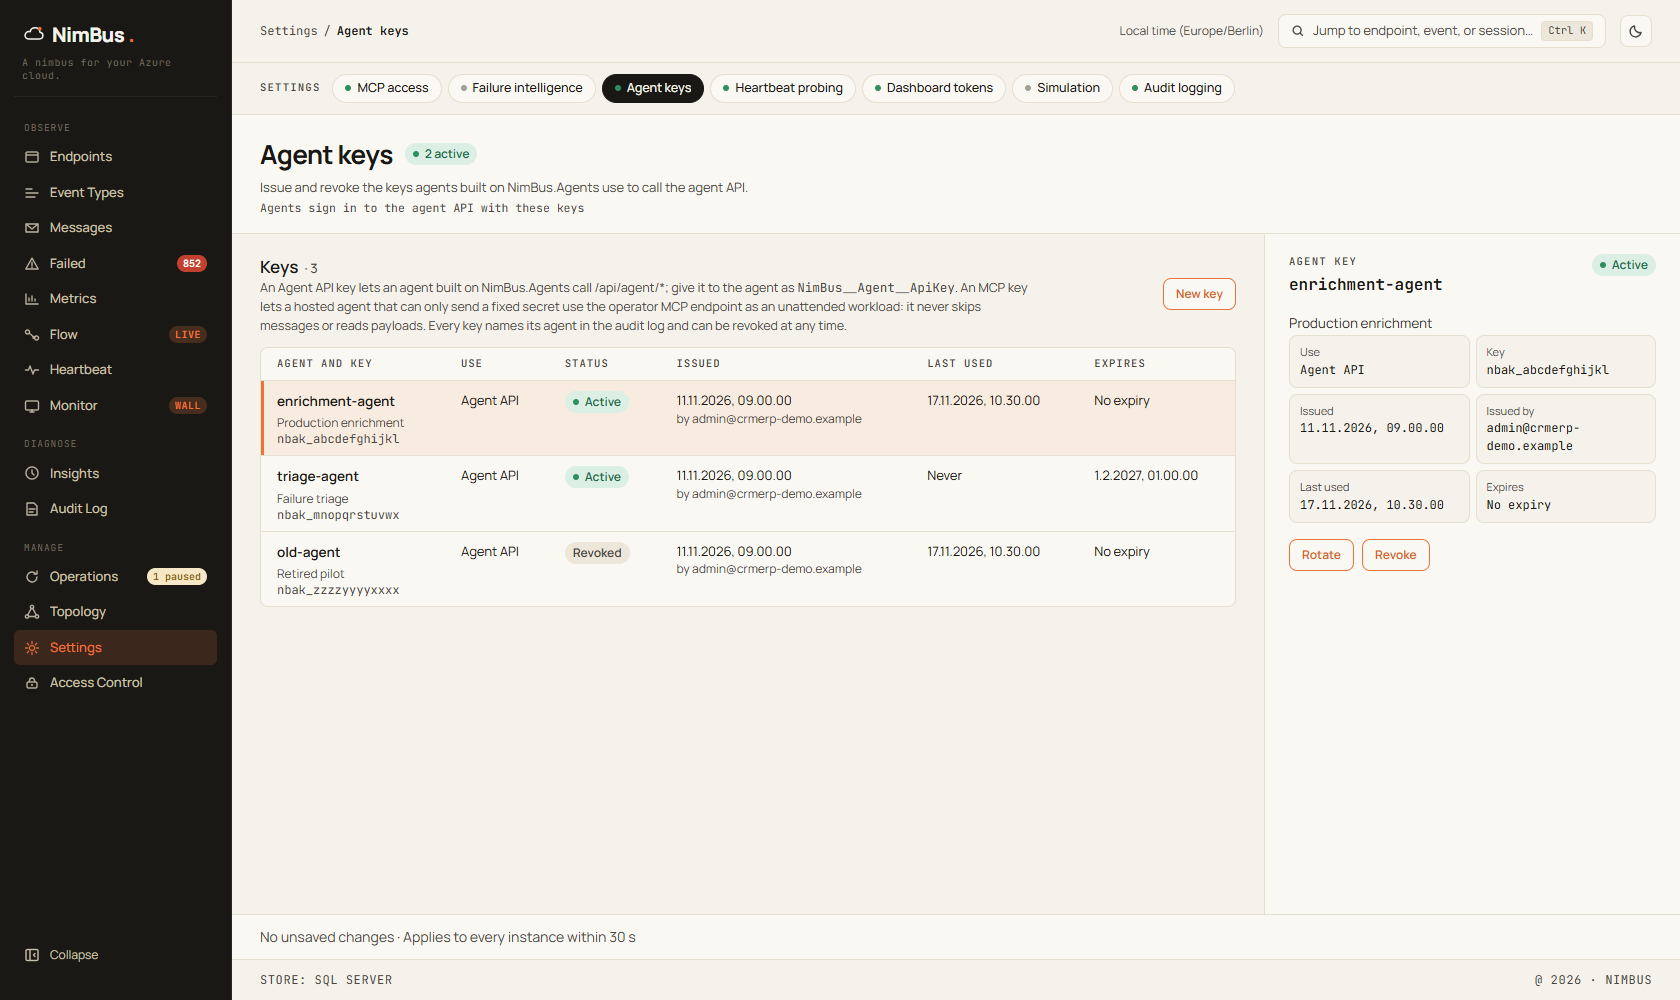 NimBus.
A nimbus for your Azure
cloud.
OBSERVE
Endpoints
Event Types
Messages
Failed 852
Metrics
Flow LIVE
Heartbeat
Monitor WALL
DIAGNOSE
Insights
Audit Log
MANAGE
Operations 1 paused
Topology
Settings
Access Control
Collapse
Settings / Agent keys
Local time (Europe/Berlin)
Jump to endpoint, event, or session... Ctrl K
SETTINGS
MCP access
Failure intelligence
Agent keys
Heartbeat probing
Dashboard tokens
Simulation
Audit logging
Agent keys 2 active
Issue and revoke the keys agents built on NimBus.Agents use to call the agent API.
Agents sign in to the agent API with these keys
Keys · 3
An Agent API key lets an agent built on NimBus.Agents call /api/agent/*; give it to the agent as NimBus__Agent__ApiKey. An MCP key
lets a hosted agent that can only send a fixed secret use the operator MCP endpoint as an unattended workload: it never skips
messages or reads payloads. Every key names its agent in the audit log and can be revoked at any time.
New key
AGENT AND KEY USE STATUS ISSUED LAST USED EXPIRES
enrichment-agent Agent API Active 11.11.2026, 09.00.00 17.11.2026, 10.30.00 No expiry
Production enrichment by admin@crmerp-demo.example
nbak_abcdefghijkl
triage-agent Agent API Active 11.11.2026, 09.00.00 Never 1.2.2027, 01.00.00
Failure triage by admin@crmerp-demo.example
nbak_mnopqrstuvwx
old-agent Agent API Revoked 11.11.2026, 09.00.00 17.11.2026, 10.30.00 No expiry
Retired pilot by admin@crmerp-demo.example
nbak_zzzzyyyyxxxx
AGENT KEY Active
enrichment-agent
Production enrichment
Use
Agent API
Key
nbak_abcdefghijkl
Issued
11.11.2026, 09.00.00
Issued by
admin@crmerp-
demo.example
Last used
17.11.2026, 10.30.00
Expires
No expiry
Rotate Revoke
No unsaved changes · Applies to every instance within 30 s
STORE: SQL SERVER
@ 2026 · NIMBUS